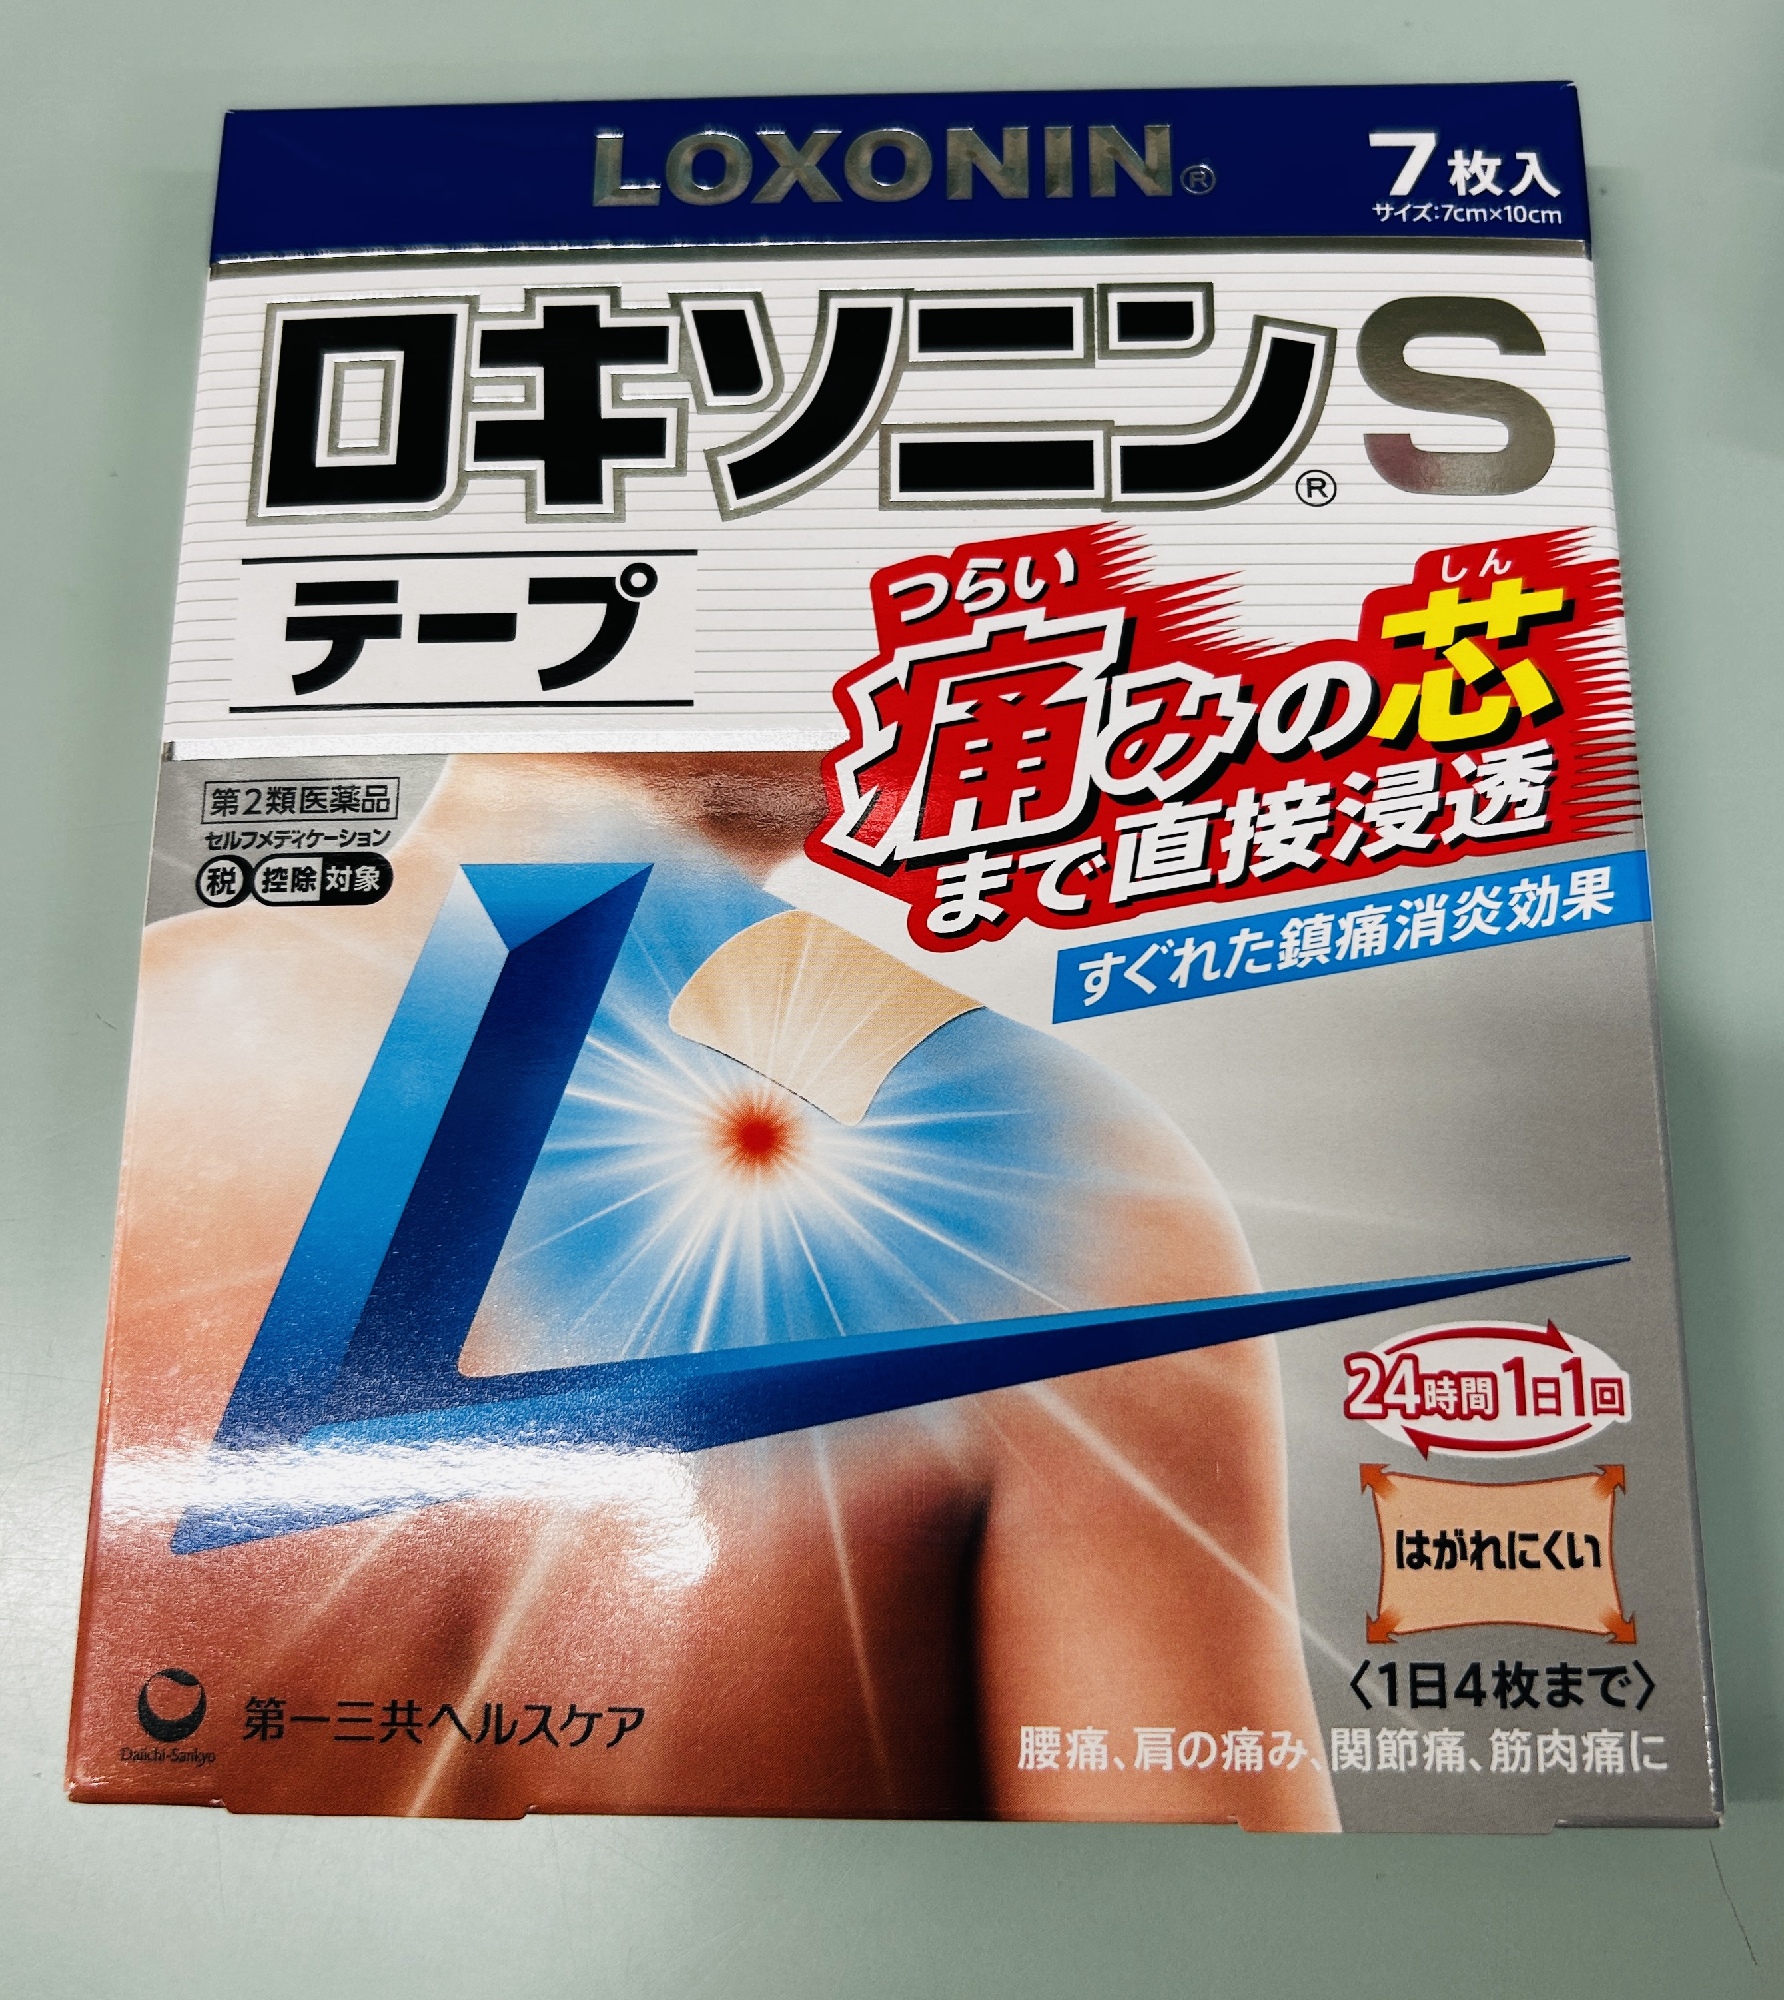 LOXONIN®
7枚入
サイズ:7cm×10cm
ロキソニン®S
テープ
つらい
痛みの芯
しん
まで直接浸透
すぐれた鎮痛消炎効果
第2類医薬品
セルフメディケーション
税 控除 対象
24時間1日1回
はがれにくい
〈1日4枚まで〉
腰痛、肩の痛み、関節痛、筋肉痛に
Daiichi-Sankyo
第一三共ヘルスケア